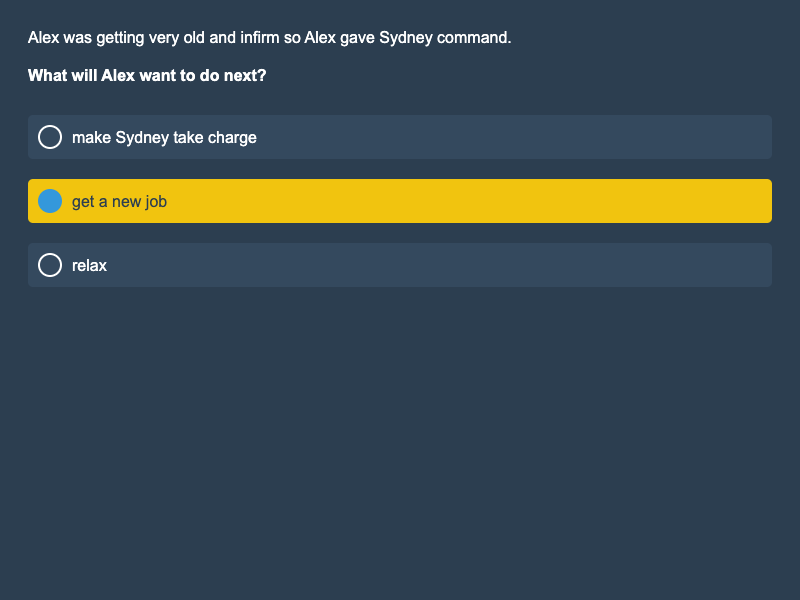 Alex was getting very old and infirm so Alex gave Sydney command.
What will Alex want to do next?
make Sydney take charge
get a new job
relax